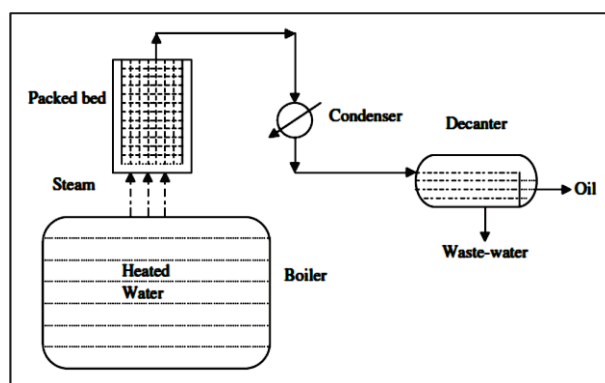 Packed bed
Condenser
Decanter
Steam
Oil
Waste-water
Heated
Water
Boiler